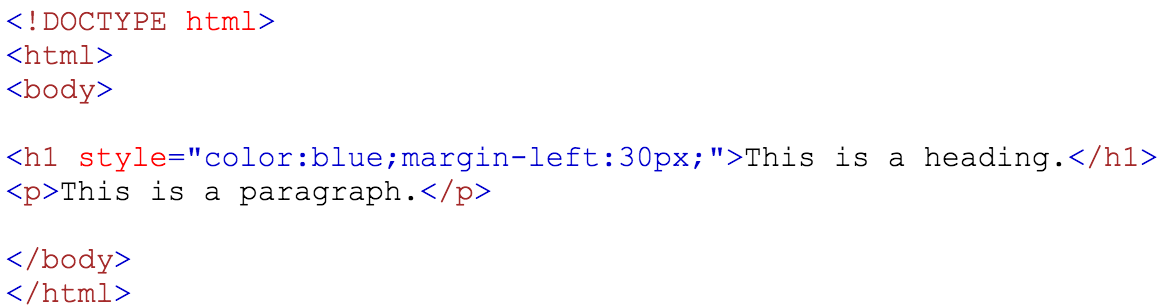 <!DOCTYPE html>
<html>
<body>
<h1 style="color:blue;margin-left:30px;">This is a heading.</h1>
<p>This is a paragraph.</p>
</body>
</html>